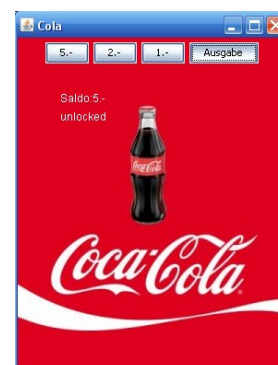 Cola
5.- 2.- 1.- Ausgabe
Saldo:5.-
unlocked
Coca-Cola
Coca-Cola